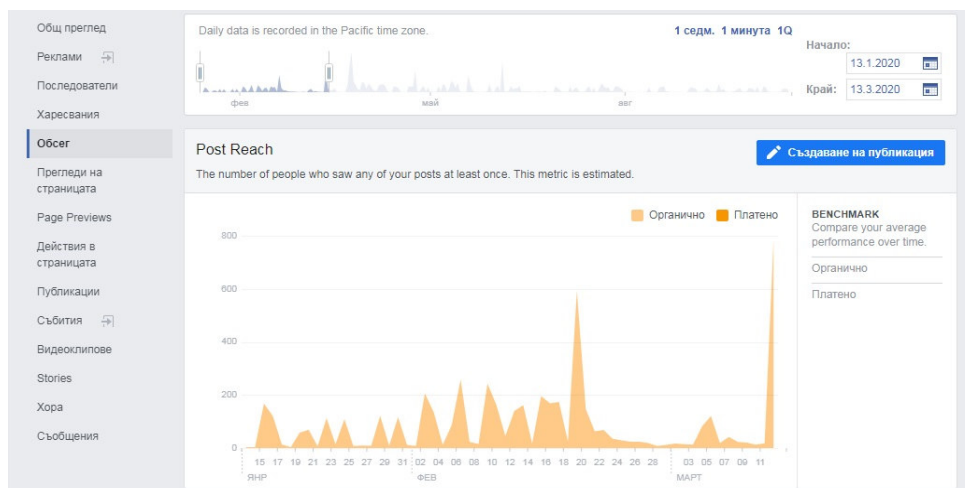 Общ преглед
Реклами
Последователи
Харесвания
Обсег
Прегледи на
страницата
Page Previews
Действия в
страницата
Публикации
Събития
Видеоклипове
Stories
Хора
Съобщения
Daily data is recorded in the Pacific time zone.
1 седм. 1 минута 1Q
Начало:
13.1.2020
Край: 13.3.2020
фев май авг
Post Reach
Създаване на публикация
The number of people who saw any of your posts at least once. This metric is estimated.
Органично Платено
800
600
400
200
0
15 17 19 21 23 25 27 29 31 02 04 06 08 10 12 14 16 18 20 22 24 26 28 03 05 07 09 11
ЯНР ФЕВ МАРТ
BENCHMARK
Compare your average
performance over time.
Органично
Платено